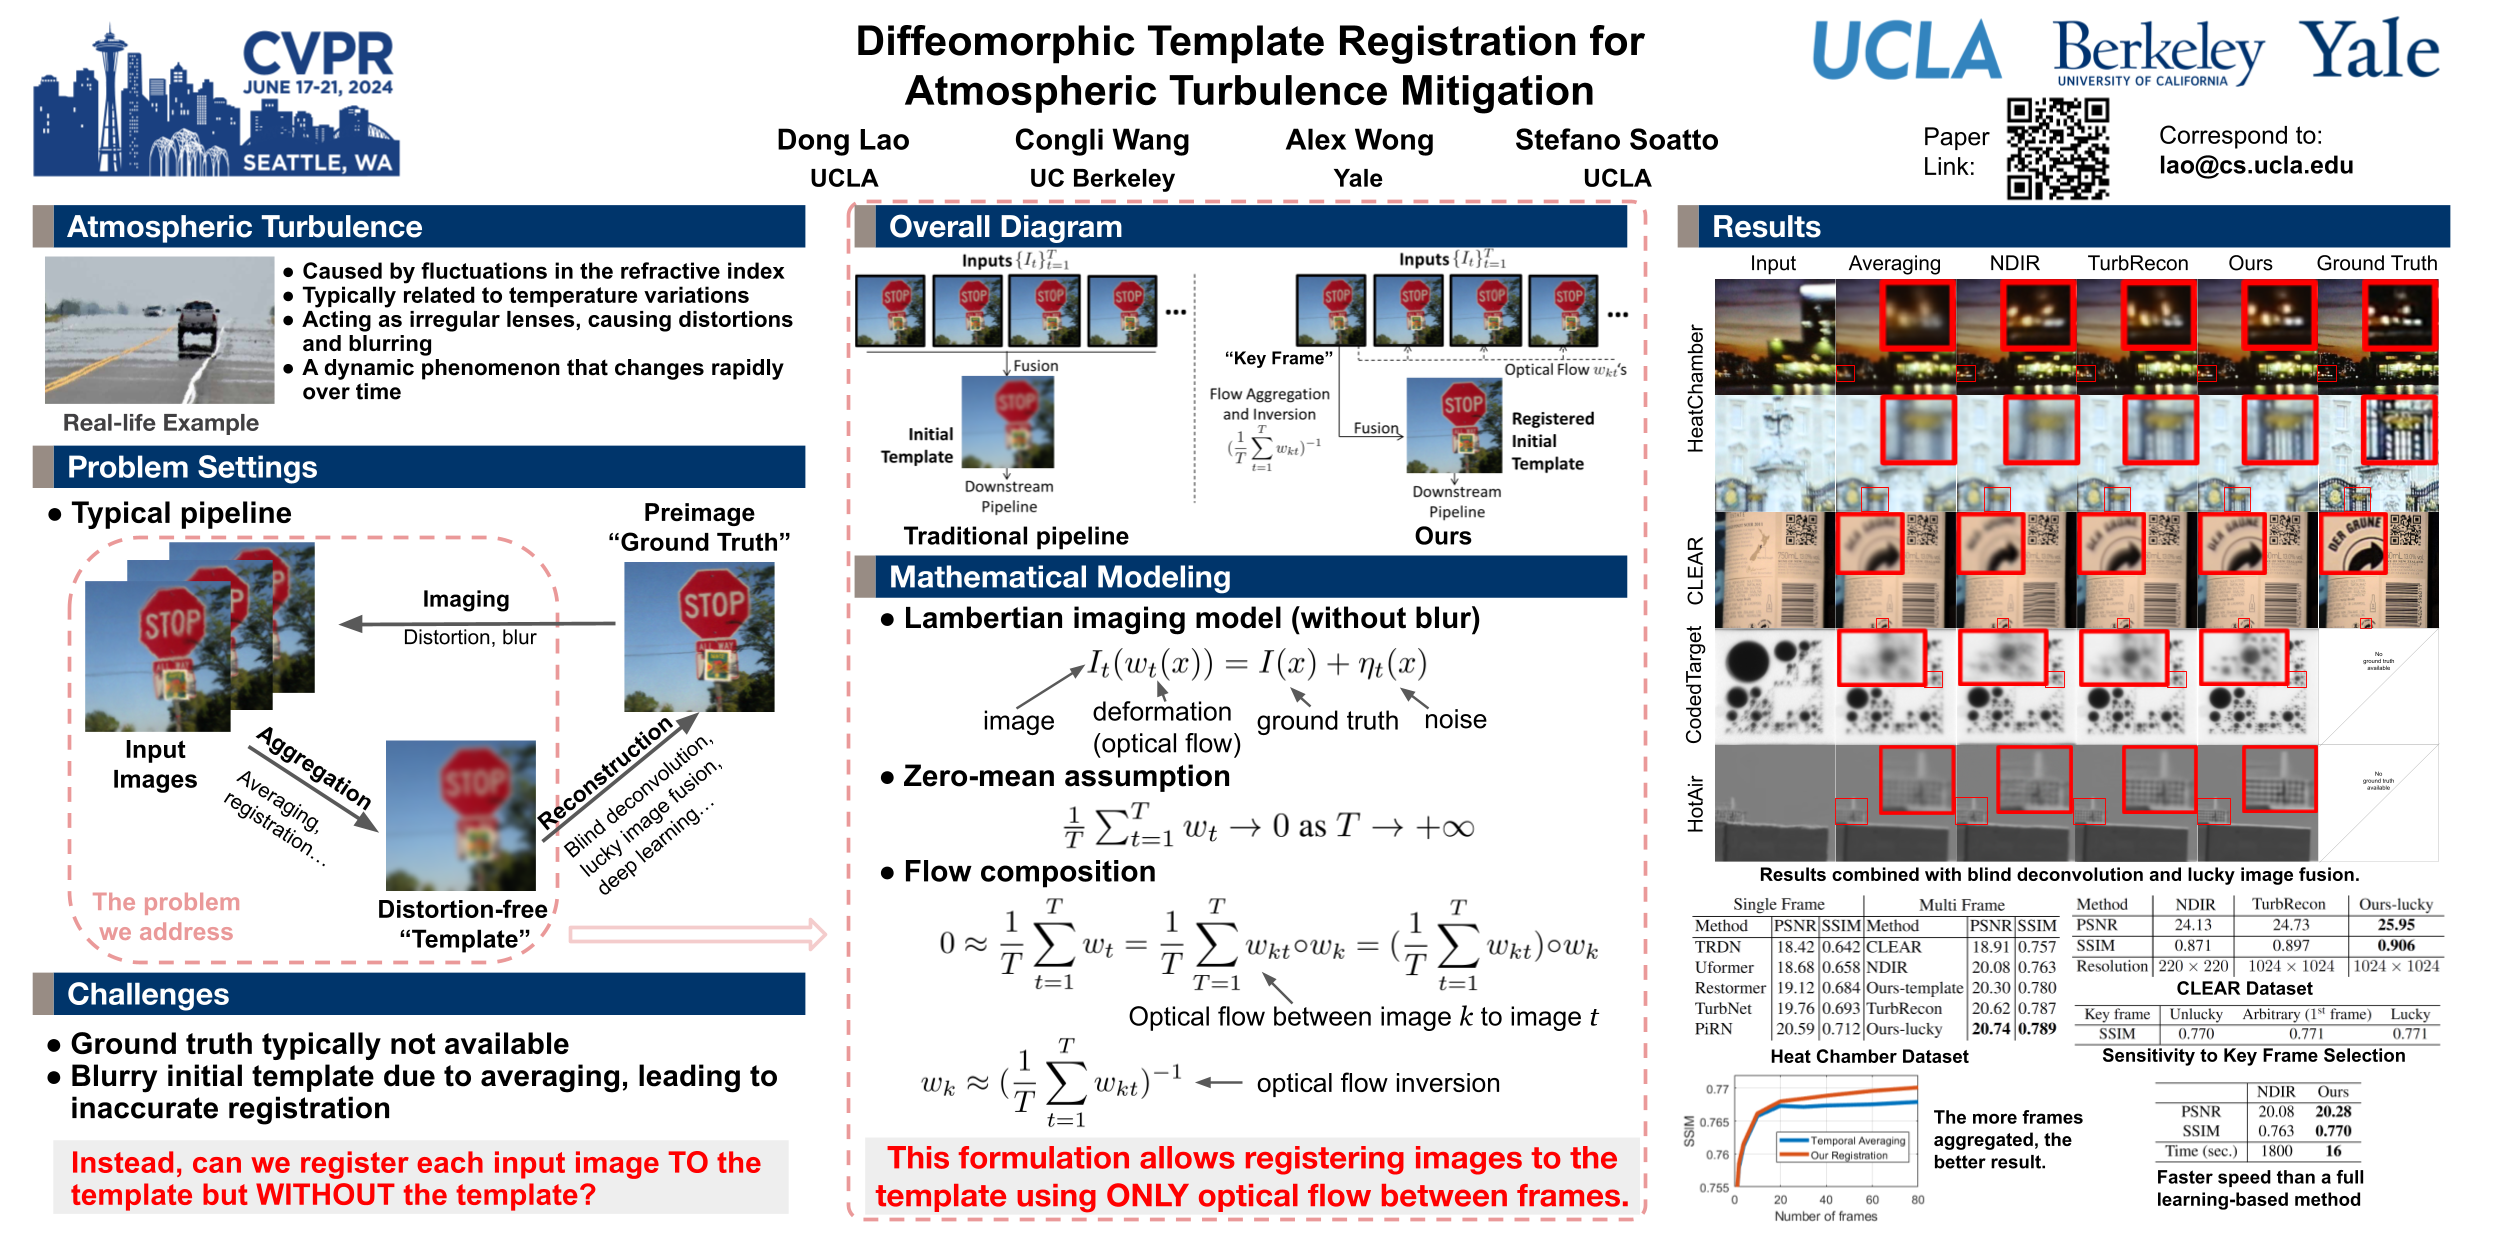 CVPR
JUNE 17-21, 2024
SEATTLE, WA
Diffeomorphic Template Registration for
Atmospheric Turbulence Mitigation
Dong Lao
UCLA
Congli Wang
UC Berkeley
Alex Wong
Yale
Stefano Soatto
UCLA
UCLA
Berkeley
UNIVERSITY OF CALIFORNIA
Yale
Paper
Link:
Correspond to:
lao@cs.ucla.edu
Atmospheric Turbulence
Real-life Example
● Caused by fluctuations in the refractive index
● Typically related to temperature variations
● Acting as irregular lenses, causing distortions
and blurring
● A dynamic phenomenon that changes rapidly
over time
Problem Settings
● Typical pipeline
Preimage
“Ground Truth”
STOP
ALL WAY
Imaging
Distortion, blur
STOP
Input
Images
Aggregation
Averaging,
registration…
STOP
Reconstruction
Blind deconvolution,
lucky image fusion,
deep learning…
The problem
we address
Distortion-free
“Template”
Challenges
● Ground truth typically not available
● Blurry initial template due to averaging, leading to
inaccurate registration
Instead, can we register each input image TO the
template but WITHOUT the template?
Overall Diagram
Inputs {I_t}_{t=1}^T
STOP STOP STOP STOP ...
Fusion
Initial
Template
STOP
Downstream
Pipeline
Traditional pipeline
Inputs {I_t}_{t=1}^T
STOP STOP STOP STOP ...
“Key Frame”
Optical Flow w_{kt}'s
Flow Aggregation
and Inversion
(1/T ∑_{t=1}^T w_{kt})^{-1}
Fusion
STOP
Registered
Initial
Template
Downstream
Pipeline
Ours
Mathematical Modeling
● Lambertian imaging model (without blur)
I_t(w_t(x)) = I(x) + η_t(x)
image
deformation
(optical flow)
ground truth
noise
● Zero-mean assumption
1/T ∑_{t=1}^T w_t → 0 as T → +∞
● Flow composition
0 ≈ 1/T ∑_{t=1}^T w_t = 1/T ∑_{T=1}^T w_{kt}∘w_k = (1/T ∑_{t=1}^T w_{kt})∘w_k
Optical flow between image k to image t
w_k ≈ (1/T ∑_{t=1}^T w_{kt})^{-1}
optical flow inversion
This formulation allows registering images to the
template using ONLY optical flow between frames.
Results
Input Averaging NDIR TurbRecon Ours Ground Truth
HeatChamber
CLEAR
DER GRÜNE
CodedTarget
No
ground truth
available
HotAir
No
ground truth
available
Results combined with blind deconvolution and lucky image fusion.
Single Frame Multi Frame
Method PSNR SSIM Method PSNR SSIM
TRDN 18.42 0.642 CLEAR 18.91 0.757
Uformer 18.68 0.658 NDIR 20.08 0.763
Restormer 19.12 0.684 Ours-template 20.30 0.780
TurbNet 19.76 0.693 TurbRecon 20.62 0.787
PiRN 20.59 0.712 Ours-lucky 20.74 0.789
Heat Chamber Dataset
Method NDIR TurbRecon Ours-lucky
PSNR 24.13 24.73 25.95
SSIM 0.871 0.897 0.906
Resolution 220 × 220 1024 × 1024 1024 × 1024
CLEAR Dataset
Key frame Unlucky Arbitrary (1st frame) Lucky
SSIM 0.770 0.771 0.771
Sensitivity to Key Frame Selection
0.77
0.765
0.76
0.755
SSIM
Temporal Averaging
Our Registration
0 20 40 60 80
Number of frames
The more frames
aggregated, the
better result.
NDIR Ours
PSNR 20.08 20.28
SSIM 0.763 0.770
Time (sec.) 1800 16
Faster speed than a full
learning-based method